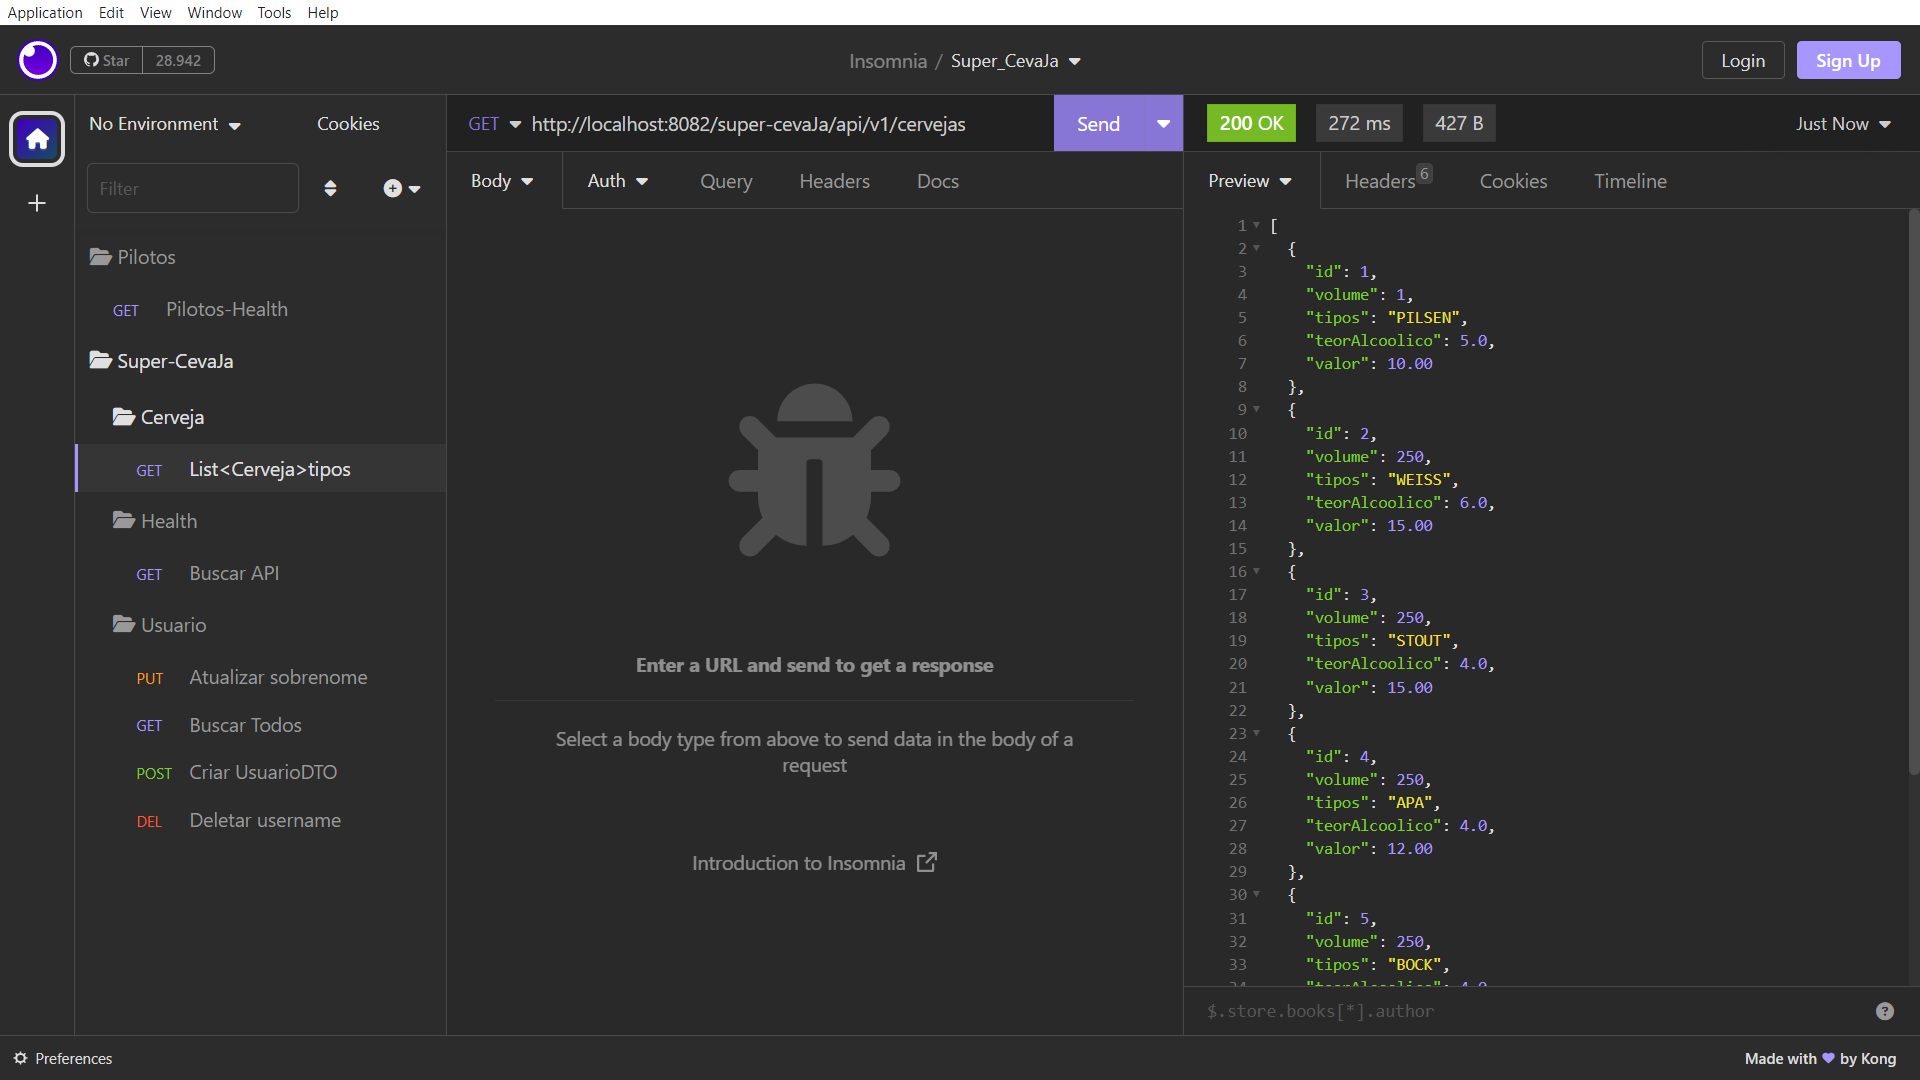 Application Edit View Window Tools Help
Star 28.942
Insomnia / Super_CevaJa
Login
Sign Up
No Environment
Cookies
Filter
Pilotos
GET Pilotos-Health
Super-CevaJa
Cerveja
GET List<Cerveja>tipos
Health
GET Buscar API
Usuario
PUT Atualizar sobrenome
GET Buscar Todos
POST Criar UsuarioDTO
DEL Deletar username
GET http://localhost:8082/super-cevaJa/api/v1/cervejas
Send
Body Auth Query Headers Docs
Enter a URL and send to get a response
Select a body type from above to send data in the body of a
request
Introduction to Insomnia
200 OK 272 ms 427 B Just Now
Preview Headers 6 Cookies Timeline
1 [
2 {
3 "id": 1,
4 "volume": 1,
5 "tipos": "PILSEN",
6 "teorAlcoolico": 5.0,
7 "valor": 10.00
8 },
9 {
10 "id": 2,
11 "volume": 250,
12 "tipos": "WEISS",
13 "teorAlcoolico": 6.0,
14 "valor": 15.00
15 },
16 {
17 "id": 3,
18 "volume": 250,
19 "tipos": "STOUT",
20 "teorAlcoolico": 4.0,
21 "valor": 15.00
22 },
23 {
24 "id": 4,
25 "volume": 250,
26 "tipos": "APA",
27 "teorAlcoolico": 4.0,
28 "valor": 12.00
29 },
30 {
31 "id": 5,
32 "volume": 250,
33 "tipos": "BOCK",
34 "teorAlcoolico": 4.0
$.store.books[*].author
?
Preferences
Made with by Kong